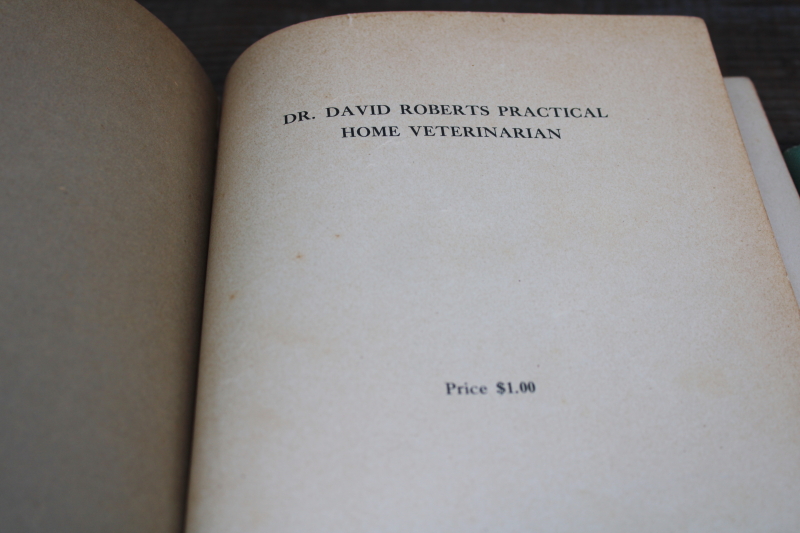 DR. DAVID ROBERTS PRACTICAL
HOME VETERINARIAN
Price $1.00